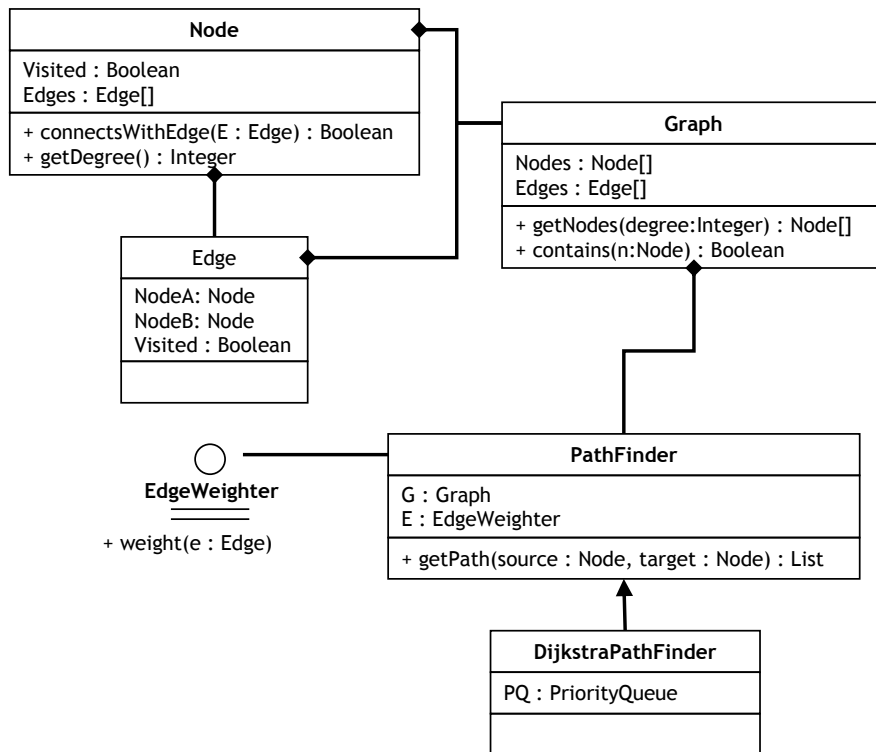 Node
Visited : Boolean
Edges : Edge[]
+ connectsWithEdge(E : Edge) : Boolean
+ getDegree() : Integer
Graph
Nodes : Node[]
Edges : Edge[]
+ getNodes(degree:Integer) : Node[]
+ contains(n:Node) : Boolean
Edge
NodeA: Node
NodeB: Node
Visited : Boolean
EdgeWeighter
+ weight(e : Edge)
PathFinder
G : Graph
E : EdgeWeighter
+ getPath(source : Node, target : Node) : List
DijkstraPathFinder
PQ : PriorityQueue